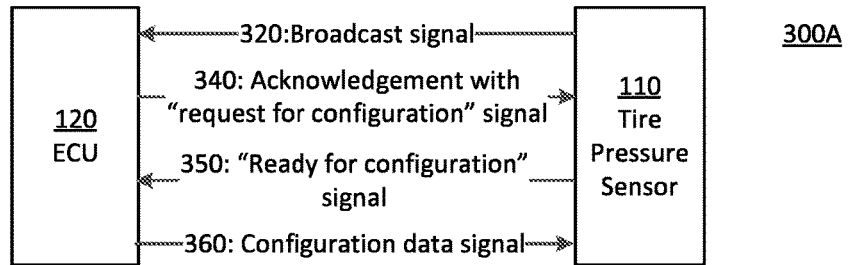 320:Broadcast signal
300A
340: Acknowledgement with
"request for configuration" signal
120
ECU
110
Tire
Pressure
Sensor
350: "Ready for configuration"
signal
360: Configuration data signal